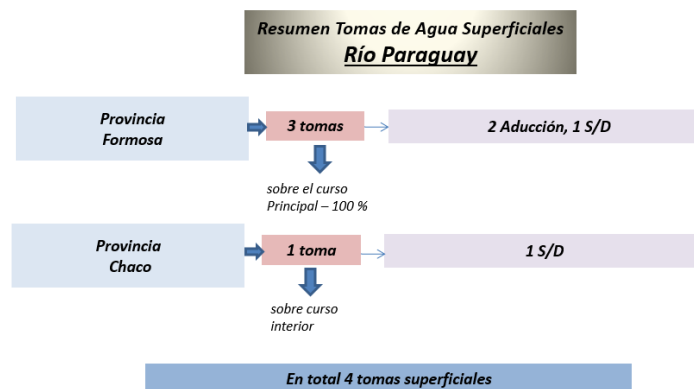 Resumen Tomas de Agua Superficiales
Río Paraguay
Provincia
Formosa
3 tomas
2 Aducción, 1 S/D
sobre el curso
Principal – 100 %
Provincia
Chaco
1 toma
1 S/D
sobre curso
interior
En total 4 tomas superficiales